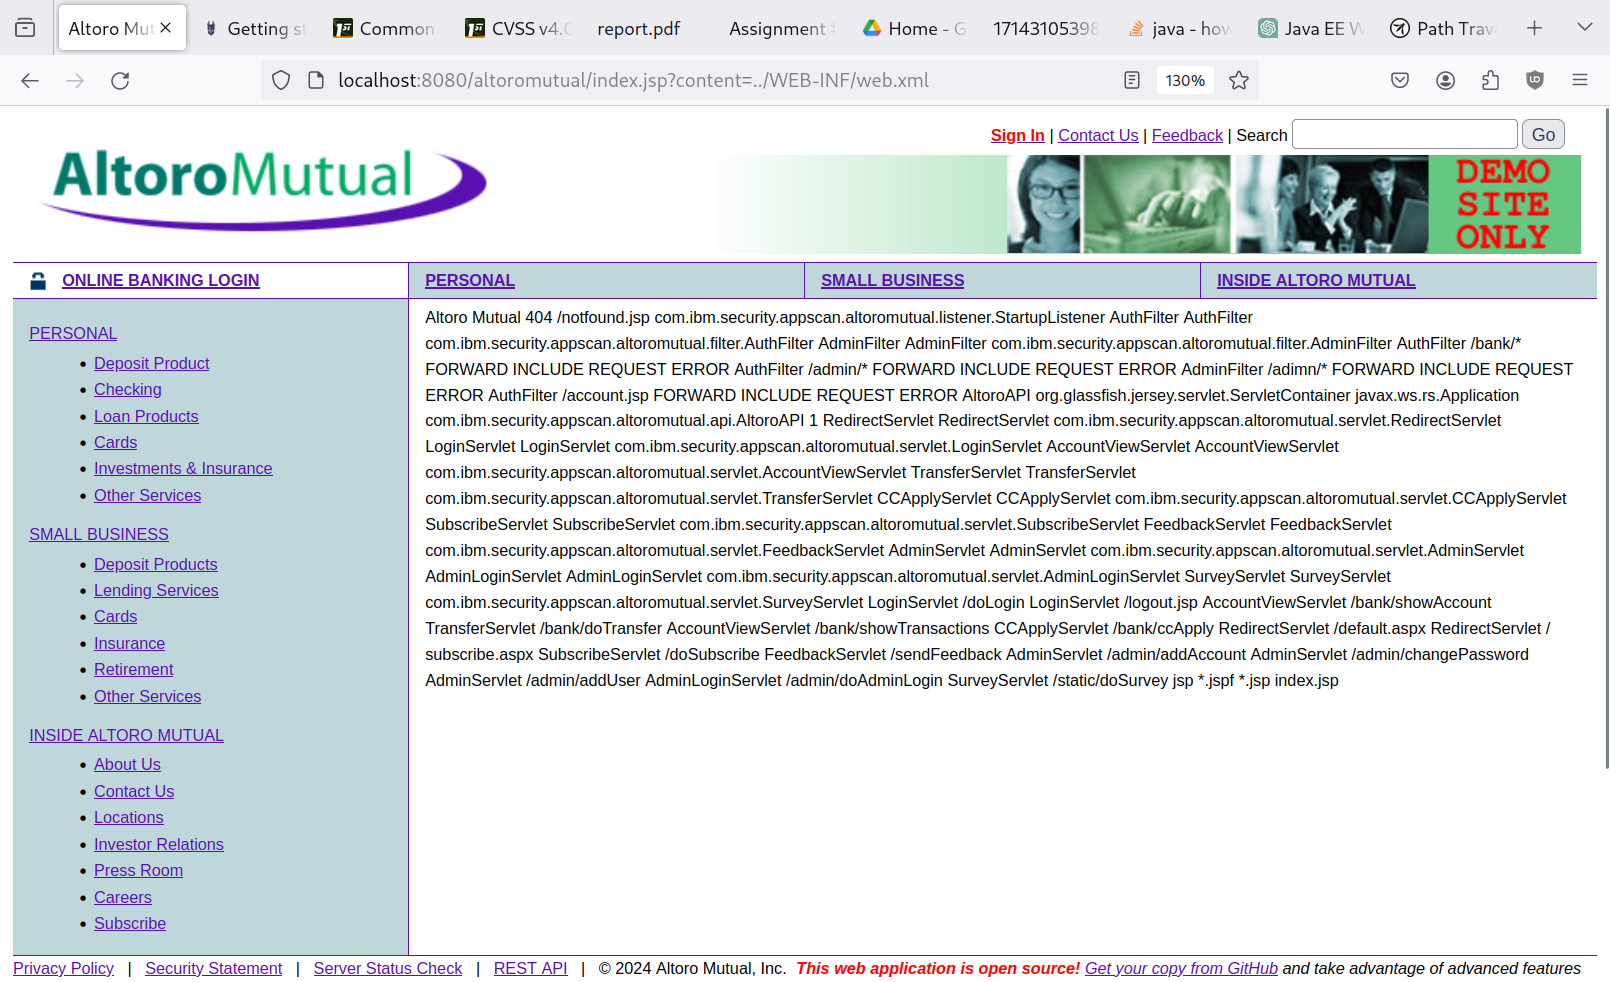 Altoro Mut
Getting st
Common
CVSS v4.0
report.pdf
Assignment
Home - G
17143105398
java - how
Java EE W
Path Trav
localhost:8080/altoromutual/index.jsp?content=../WEB-INF/web.xml
130%
Sign In | Contact Us | Feedback | Search
Go
AltoroMutual
DEMO
SITE
ONLY
ONLINE BANKING LOGIN
PERSONAL
SMALL BUSINESS
INSIDE ALTORO MUTUAL
PERSONAL
Deposit Product
Checking
Loan Products
Cards
Investments & Insurance
Other Services
SMALL BUSINESS
Deposit Products
Lending Services
Cards
Insurance
Retirement
Other Services
INSIDE ALTORO MUTUAL
About Us
Contact Us
Locations
Investor Relations
Press Room
Careers
Subscribe
Altoro Mutual 404 /notfound.jsp com.ibm.security.appscan.altoromutual.listener.StartupListener AuthFilter AuthFilter
com.ibm.security.appscan.altoromutual.filter.AuthFilter AdminFilter AdminFilter com.ibm.security.appscan.altoromutual.filter.AdminFilter AuthFilter /bank/*
FORWARD INCLUDE REQUEST ERROR AuthFilter /admin/* FORWARD INCLUDE REQUEST ERROR AdminFilter /adimn/* FORWARD INCLUDE REQUEST
ERROR AuthFilter /account.jsp FORWARD INCLUDE REQUEST ERROR AltoroAPI org.glassfish.jersey.servlet.ServletContainer javax.ws.rs.Application
com.ibm.security.appscan.altoromutual.api.AltoroAPI 1 RedirectServlet RedirectServlet com.ibm.security.appscan.altoromutual.servlet.RedirectServlet
LoginServlet LoginServlet com.ibm.security.appscan.altoromutual.servlet.LoginServlet AccountViewServlet AccountViewServlet
com.ibm.security.appscan.altoromutual.servlet.AccountViewServlet TransferServlet TransferServlet
com.ibm.security.appscan.altoromutual.servlet.TransferServlet CCApplyServlet CCApplyServlet com.ibm.security.appscan.altoromutual.servlet.CCApplyServlet
SubscribeServlet SubscribeServlet com.ibm.security.appscan.altoromutual.servlet.SubscribeServlet FeedbackServlet FeedbackServlet
com.ibm.security.appscan.altoromutual.servlet.FeedbackServlet AdminServlet AdminServlet com.ibm.security.appscan.altoromutual.servlet.AdminServlet
AdminLoginServlet AdminLoginServlet com.ibm.security.appscan.altoromutual.servlet.AdminLoginServlet SurveyServlet SurveyServlet
com.ibm.security.appscan.altoromutual.servlet.SurveyServlet LoginServlet /doLogin LoginServlet /logout.jsp AccountViewServlet /bank/showAccount
TransferServlet /bank/doTransfer AccountViewServlet /bank/showTransactions CCApplyServlet /bank/ccApply RedirectServlet /default.aspx RedirectServlet /
subscribe.aspx SubscribeServlet /doSubscribe FeedbackServlet /sendFeedback AdminServlet /admin/addAccount AdminServlet /admin/changePassword
AdminServlet /admin/addUser AdminLoginServlet /admin/doAdminLogin SurveyServlet /static/doSurvey jsp *.jspf *.jsp index.jsp
Privacy Policy | Security Statement | Server Status Check | REST API | © 2024 Altoro Mutual, Inc. This web application is open source! Get your copy from GitHub and take advantage of advanced features